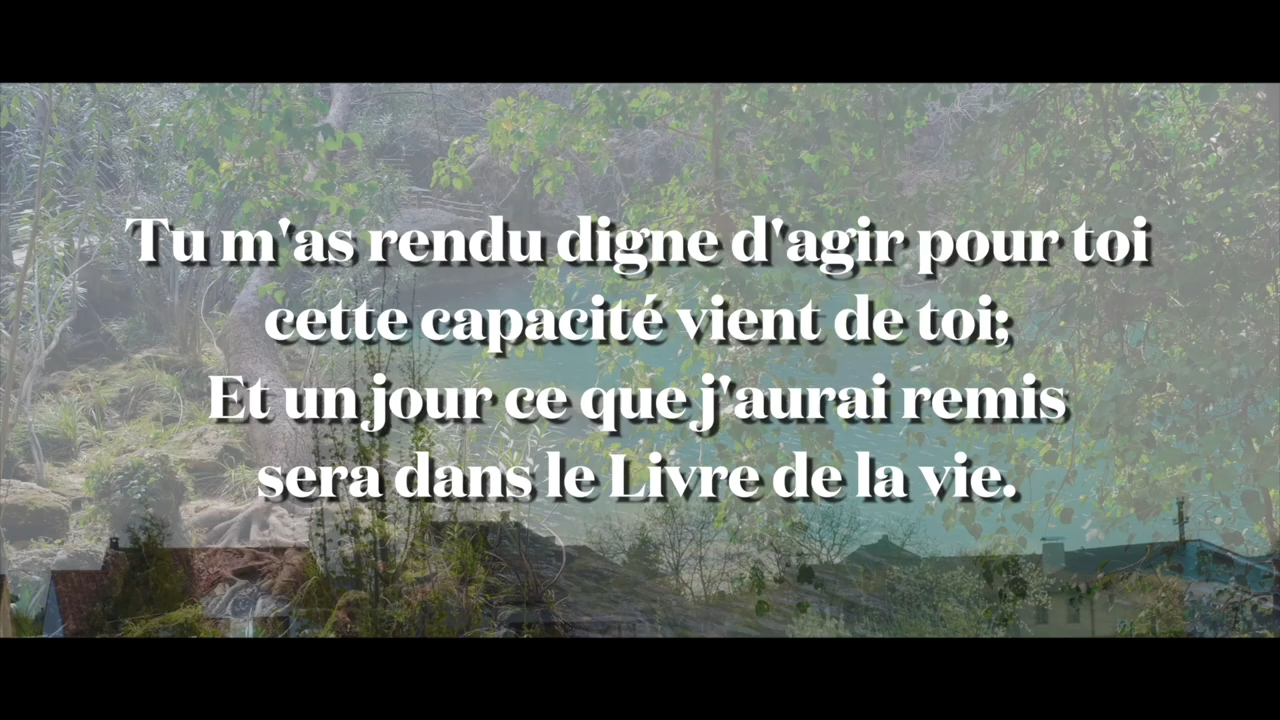 Tu m'as rendu digne d'agir pour toi
cette capacité vient de toi;
Et un jour ce que j'aurai remis
sera dans le Livre de la vie.